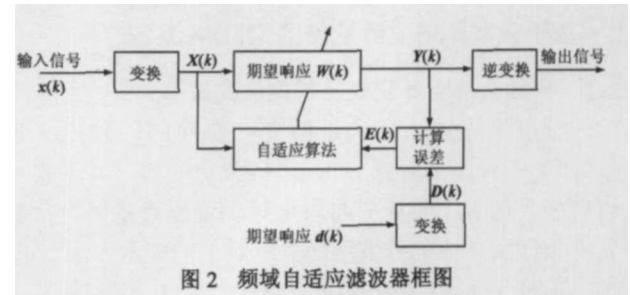 输入信号
x(k)
变换
X(k)
期望响应 W(k)
Y(k)
逆变换
输出信号
自适应算法
E(k)
计算
误差
D(k)
期望响应 d(k)
变换
图 2 频域自适应滤波器框图